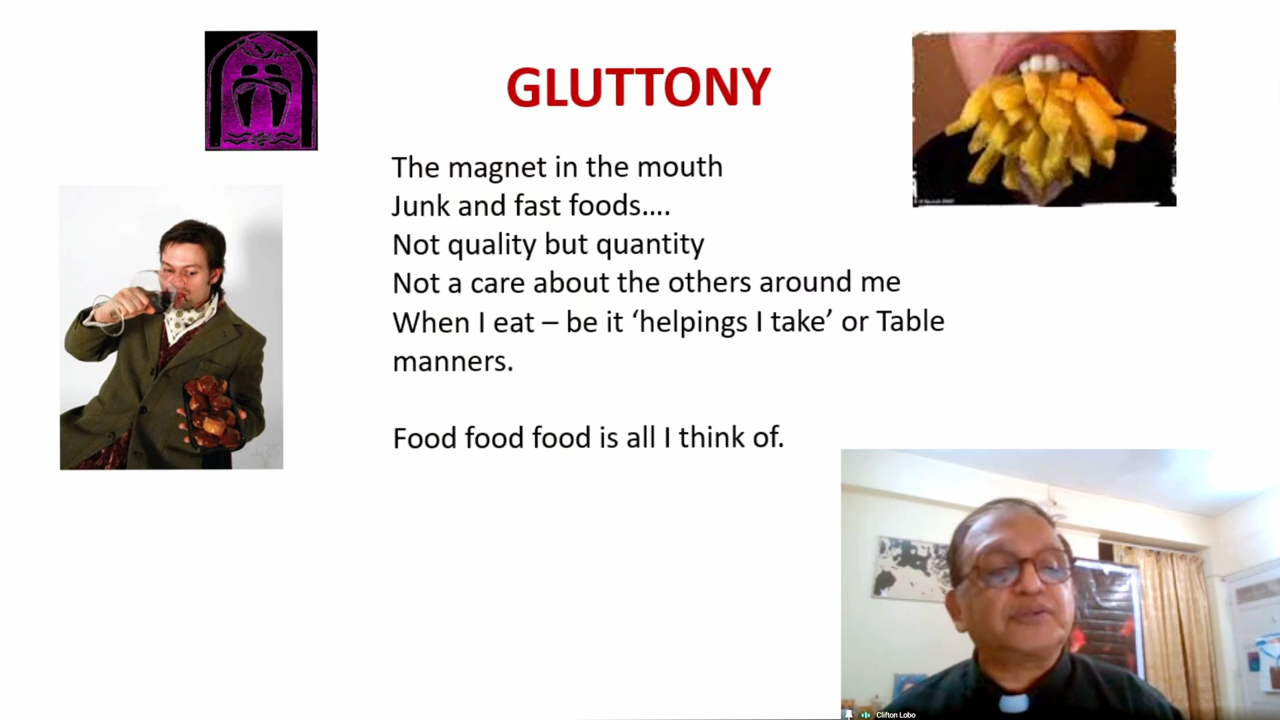 GLUTTONY
The magnet in the mouth
Junk and fast foods....
Not quality but quantity
Not a care about the others around me
When I eat – be it ‘helpings I take’ or Table
manners.
Food food food is all I think of.
Clifton Lobo